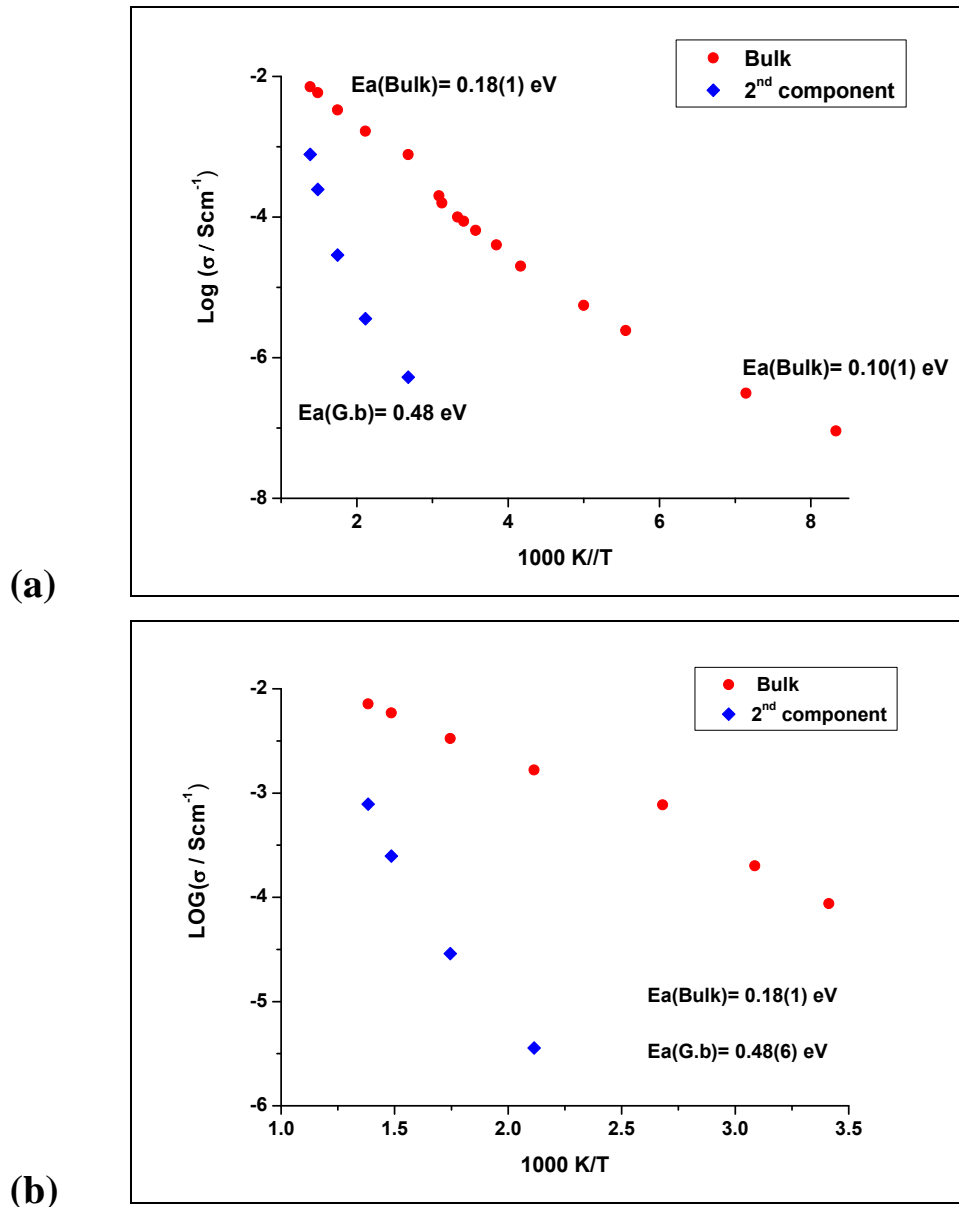 Bulk
2nd component
Ea(Bulk)= 0.18(1) eV
-2
-4
-6
-8
Log (σ / Scm-1)
Ea(Bulk)= 0.10(1) eV
Ea(G.b)= 0.48 eV
2 4 6 8
1000 K//T
(a)
Bulk
2nd component
-2
-3
-4
-5
-6
LOG(σ / Scm-1)
Ea(Bulk)= 0.18(1) eV
Ea(G.b)= 0.48(6) eV
1.0 1.5 2.0 2.5 3.0 3.5
1000 K/T
(b)